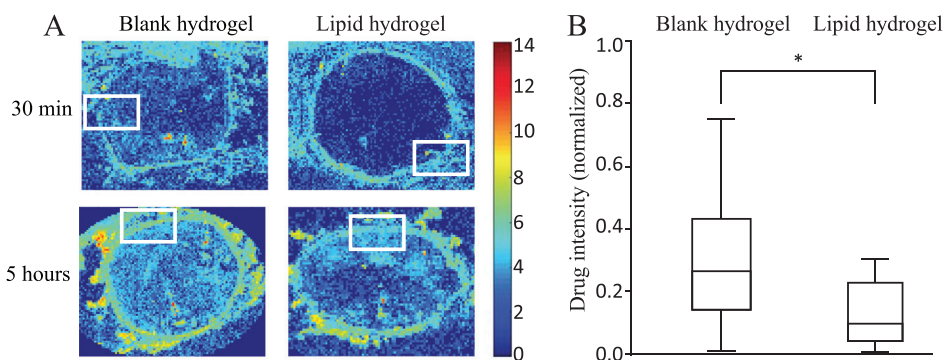 A
Blank hydrogel
Lipid hydrogel
30 min
5 hours
14
12
10
8
6
4
2
0
B
Blank hydrogel
Lipid hydrogel
Drug intensity (normalized)
1.0
0.8
0.6
0.4
0.2
0.0
*